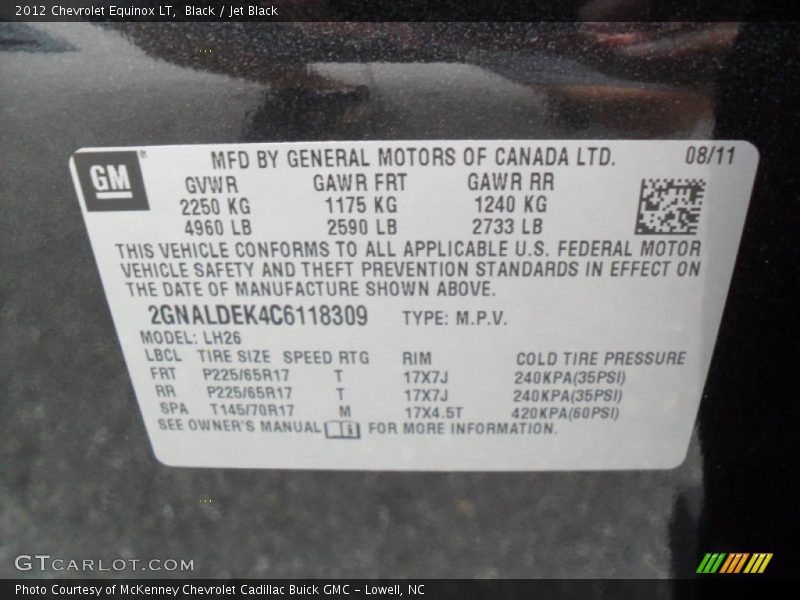 2012 Chevrolet Equinox LT, Black / Jet Black
GM®
MFD BY GENERAL MOTORS OF CANADA LTD. 08/11
GVWR GAWR FRT GAWR RR
2250 KG 1175 KG 1240 KG
4960 LB 2590 LB 2733 LB
THIS VEHICLE CONFORMS TO ALL APPLICABLE U.S. FEDERAL MOTOR
VEHICLE SAFETY AND THEFT PREVENTION STANDARDS IN EFFECT ON
THE DATE OF MANUFACTURE SHOWN ABOVE.
2GNALDEK4C6118309 TYPE: M.P.V.
MODEL: LH26
LBCL TIRE SIZE SPEED RTG RIM COLD TIRE PRESSURE
FRT P225/65R17 T 17X7J 240KPA(35PSI)
RR P225/65R17 T 17X7J 240KPA(35PSI)
SPA T145/70R17 M 17X4.5T 420KPA(60PSI)
SEE OWNER'S MANUAL FOR MORE INFORMATION.
GTCARLOT.COM
Photo Courtesy of McKenney Chevrolet Cadillac Buick GMC - Lowell, NC